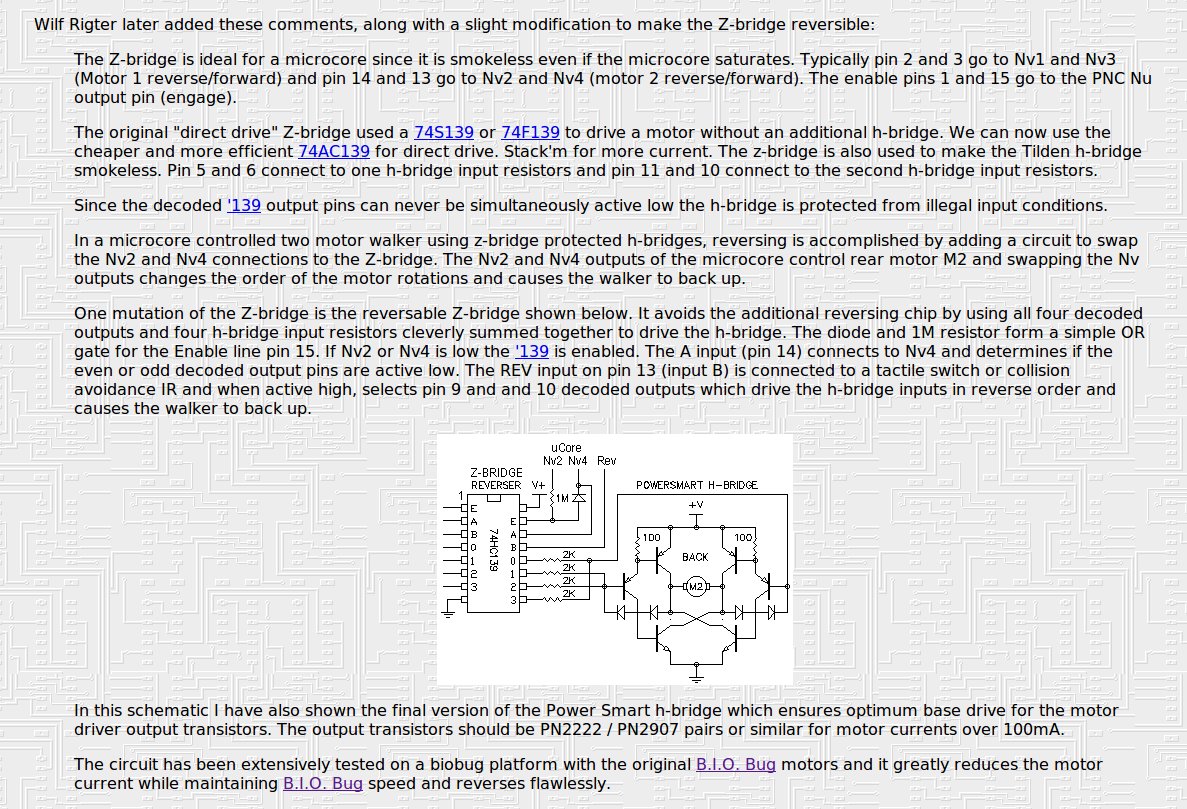 Wilf Rigter later added these comments, along with a slight modification to make the Z-bridge reversible:
The Z-bridge is ideal for a microcore since it is smokeless even if the microcore saturates. Typically pin 2 and 3 go to Nv1 and Nv3
(Motor 1 reverse/forward) and pin 14 and 13 go to Nv2 and Nv4 (motor 2 reverse/forward). The enable pins 1 and 15 go to the PNC Nu
output pin (engage).
The original "direct drive" Z-bridge used a 74S139 or 74F139 to drive a motor without an additional h-bridge. We can now use the
cheaper and more efficient 74AC139 for direct drive. Stack'm for more current. The z-bridge is also used to make the Tilden h-bridge
smokeless. Pin 5 and 6 connect to one h-bridge input resistors and pin 11 and 10 connect to the second h-bridge input resistors.
Since the decoded '139 output pins can never be simultaneously active low the h-bridge is protected from illegal input conditions.
In a microcore controlled two motor walker using z-bridge protected h-bridges, reversing is accomplished by adding a circuit to swap
the Nv2 and Nv4 connections to the Z-bridge. The Nv2 and Nv4 outputs of the microcore control rear motor M2 and swapping the Nv
outputs changes the order of the motor rotations and causes the walker to back up.
One mutation of the Z-bridge is the reversable Z-bridge shown below. It avoids the additional reversing chip by using all four decoded
outputs and four h-bridge input resistors cleverly summed together to drive the h-bridge. The diode and 1M resistor form a simple OR
gate for the Enable line pin 15. If Nv2 or Nv4 is low the '139 is enabled. The A input (pin 14) connects to Nv4 and determines if the
even or odd decoded output pins are active low. The REV input on pin 13 (input B) is connected to a tactile switch or collision
avoidance IR and when active high, selects pin 9 and and 10 decoded outputs which drive the h-bridge inputs in reverse order and
causes the walker to back up.
uCore
Nv2 Nv4 Rev
Z-BRIDGE
REVERSER V+ POWERSMART H-BRIDGE
1 1M +V
E E
A A
B B 100 100
0 0 2K BACK
1 1 2K
2 2 2K M2
3 3 2K
74HC139
In this schematic I have also shown the final version of the Power Smart h-bridge which ensures optimum base drive for the motor
driver output transistors. The output transistors should be PN2222 / PN2907 pairs or similar for motor currents over 100mA.
The circuit has been extensively tested on a biobug platform with the original B.I.O. Bug motors and it greatly reduces the motor
current while maintaining B.I.O. Bug speed and reverses flawlessly.